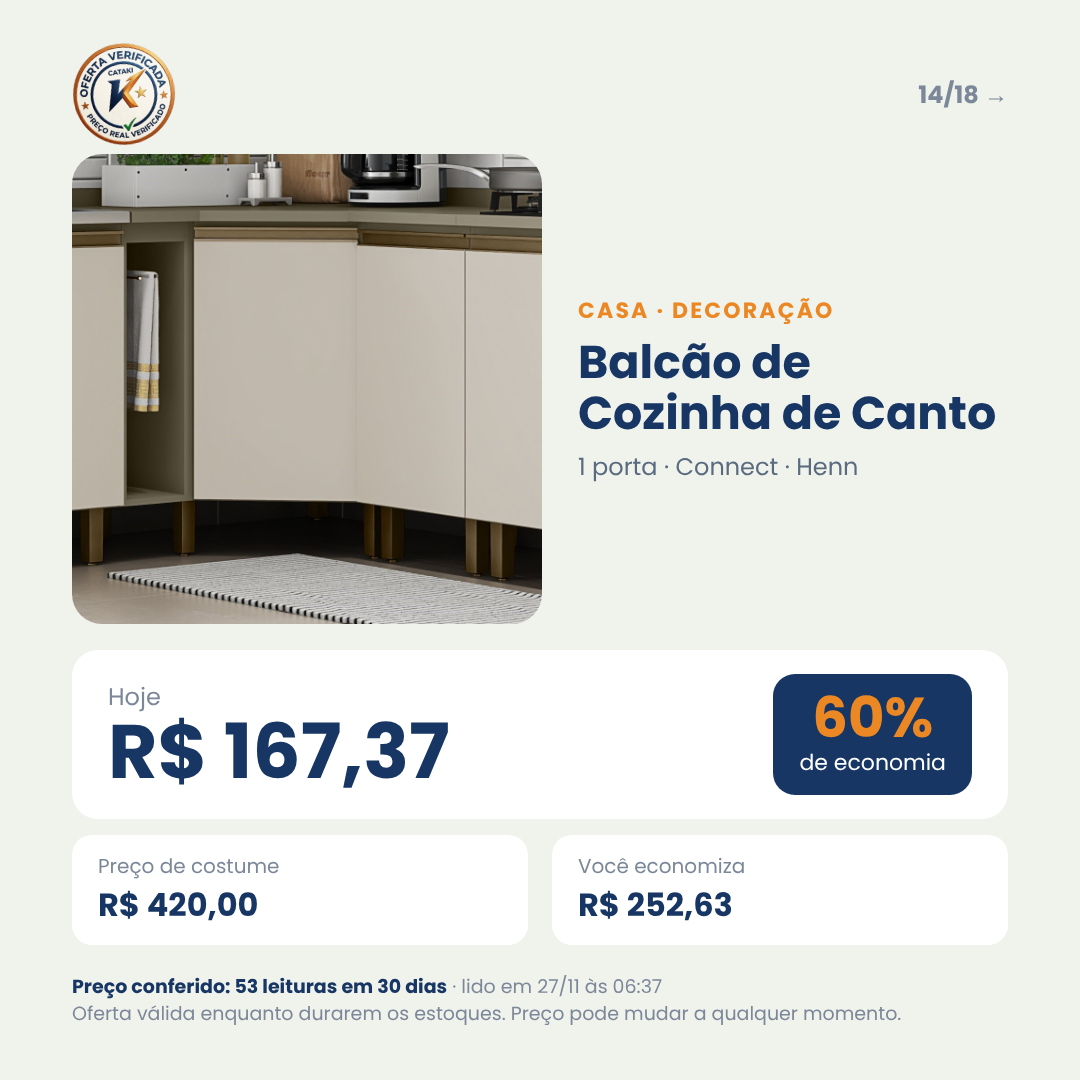 OFERTA VERIFICADA
CATAKI
K
PREÇO REAL VERIFICADO
14/18 →
flour
CASA · DECORAÇÃO
Balcão de
Cozinha de Canto
1 porta · Connect · Henn
Hoje
R$ 167,37
60%
de economia
Preço de costume
R$ 420,00
Você economiza
R$ 252,63
Preço conferido: 53 leituras em 30 dias · lido em 27/11 às 06:37
Oferta válida enquanto durarem os estoques. Preço pode mudar a qualquer momento.